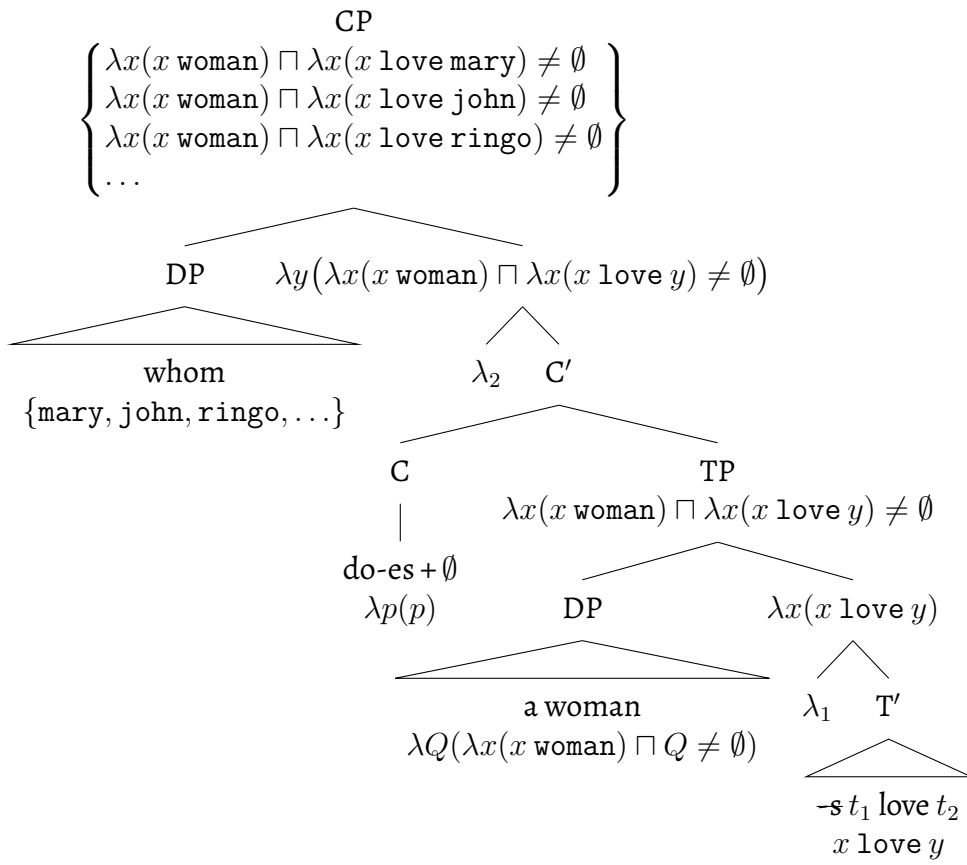 CP
λx(x woman) ⊓ λx(x love mary) ≠ ∅
λx(x woman) ⊓ λx(x love john) ≠ ∅
λx(x woman) ⊓ λx(x love ringo) ≠ ∅
...
DP λy(λx(x woman) ⊓ λx(x love y) ≠ ∅)
whom λ₂ C′
{mary, john, ringo, ...}
C TP
λx(x woman) ⊓ λx(x love y) ≠ ∅
do-es + ∅
λp(p) DP λx(x love y)
a woman λ₁ T′
λQ(λx(x woman) ⊓ Q ≠ ∅)
-s t₁ love t₂
x love y